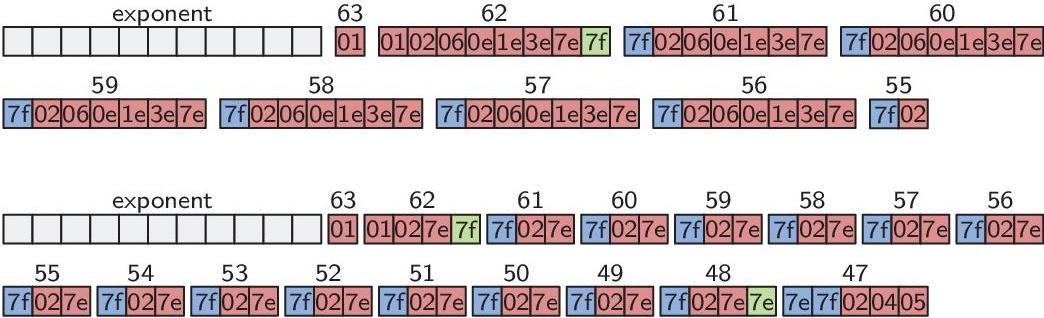 exponent 63 62 61 60
01 01 02 06 0e 1e 3e 7e 7f 7f 02 06 0e 1e 3e 7e 7f 02 06 0e 1e 3e 7e
59 58 57 56 55
7f 02 06 0e 1e 3e 7e 7f 02 06 0e 1e 3e 7e 7f 02 06 0e 1e 3e 7e 7f 02 06 0e 1e 3e 7e 7f 02
exponent 63 62 61 60 59 58 57 56
01 01 02 7e 7f 7f 02 7e 7f 02 7e 7f 02 7e 7f 02 7e 7f 02 7e 7f 02 7e
55 54 53 52 51 50 49 48 47
7f 02 7e 7f 02 7e 7f 02 7e 7f 02 7e 7f 02 7e 7f 02 7e 7f 02 7e 7f 02 7e 7e 7e 7f 02 04 05